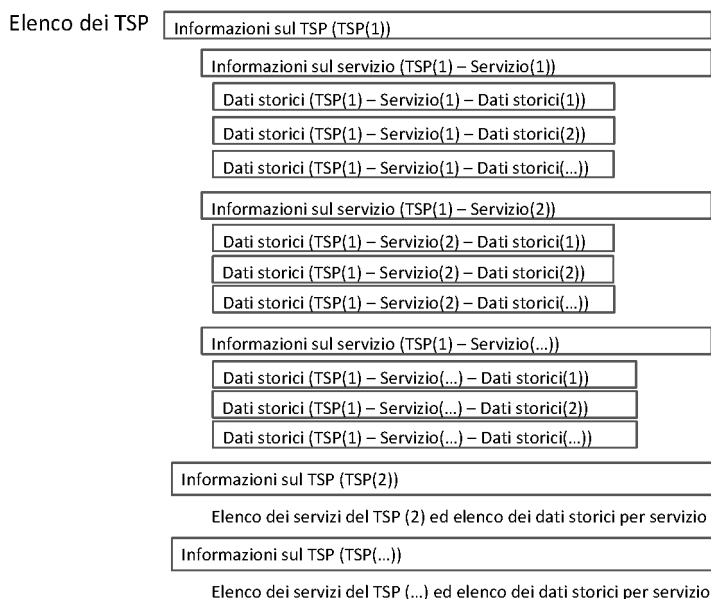 Elenco dei TSP
Informazioni sul TSP (TSP(1))
Informazioni sul servizio (TSP(1) – Servizio(1))
Dati storici (TSP(1) – Servizio(1) – Dati storici(1))
Dati storici (TSP(1) – Servizio(1) – Dati storici(2))
Dati storici (TSP(1) – Servizio(1) – Dati storici(...))
Informazioni sul servizio (TSP(1) – Servizio(2))
Dati storici (TSP(1) – Servizio(2) – Dati storici(1))
Dati storici (TSP(1) – Servizio(2) – Dati storici(2))
Dati storici (TSP(1) – Servizio(2) – Dati storici(...))
Informazioni sul servizio (TSP(1) – Servizio(...))
Dati storici (TSP(1) – Servizio(...) – Dati storici(1))
Dati storici (TSP(1) – Servizio(...) – Dati storici(2))
Dati storici (TSP(1) – Servizio(...) – Dati storici(...))
Informazioni sul TSP (TSP(2))
Elenco dei servizi del TSP (2) ed elenco dei dati storici per servizio
Informazioni sul TSP (TSP(...))
Elenco dei servizi del TSP (...) ed elenco dei dati storici per servizio